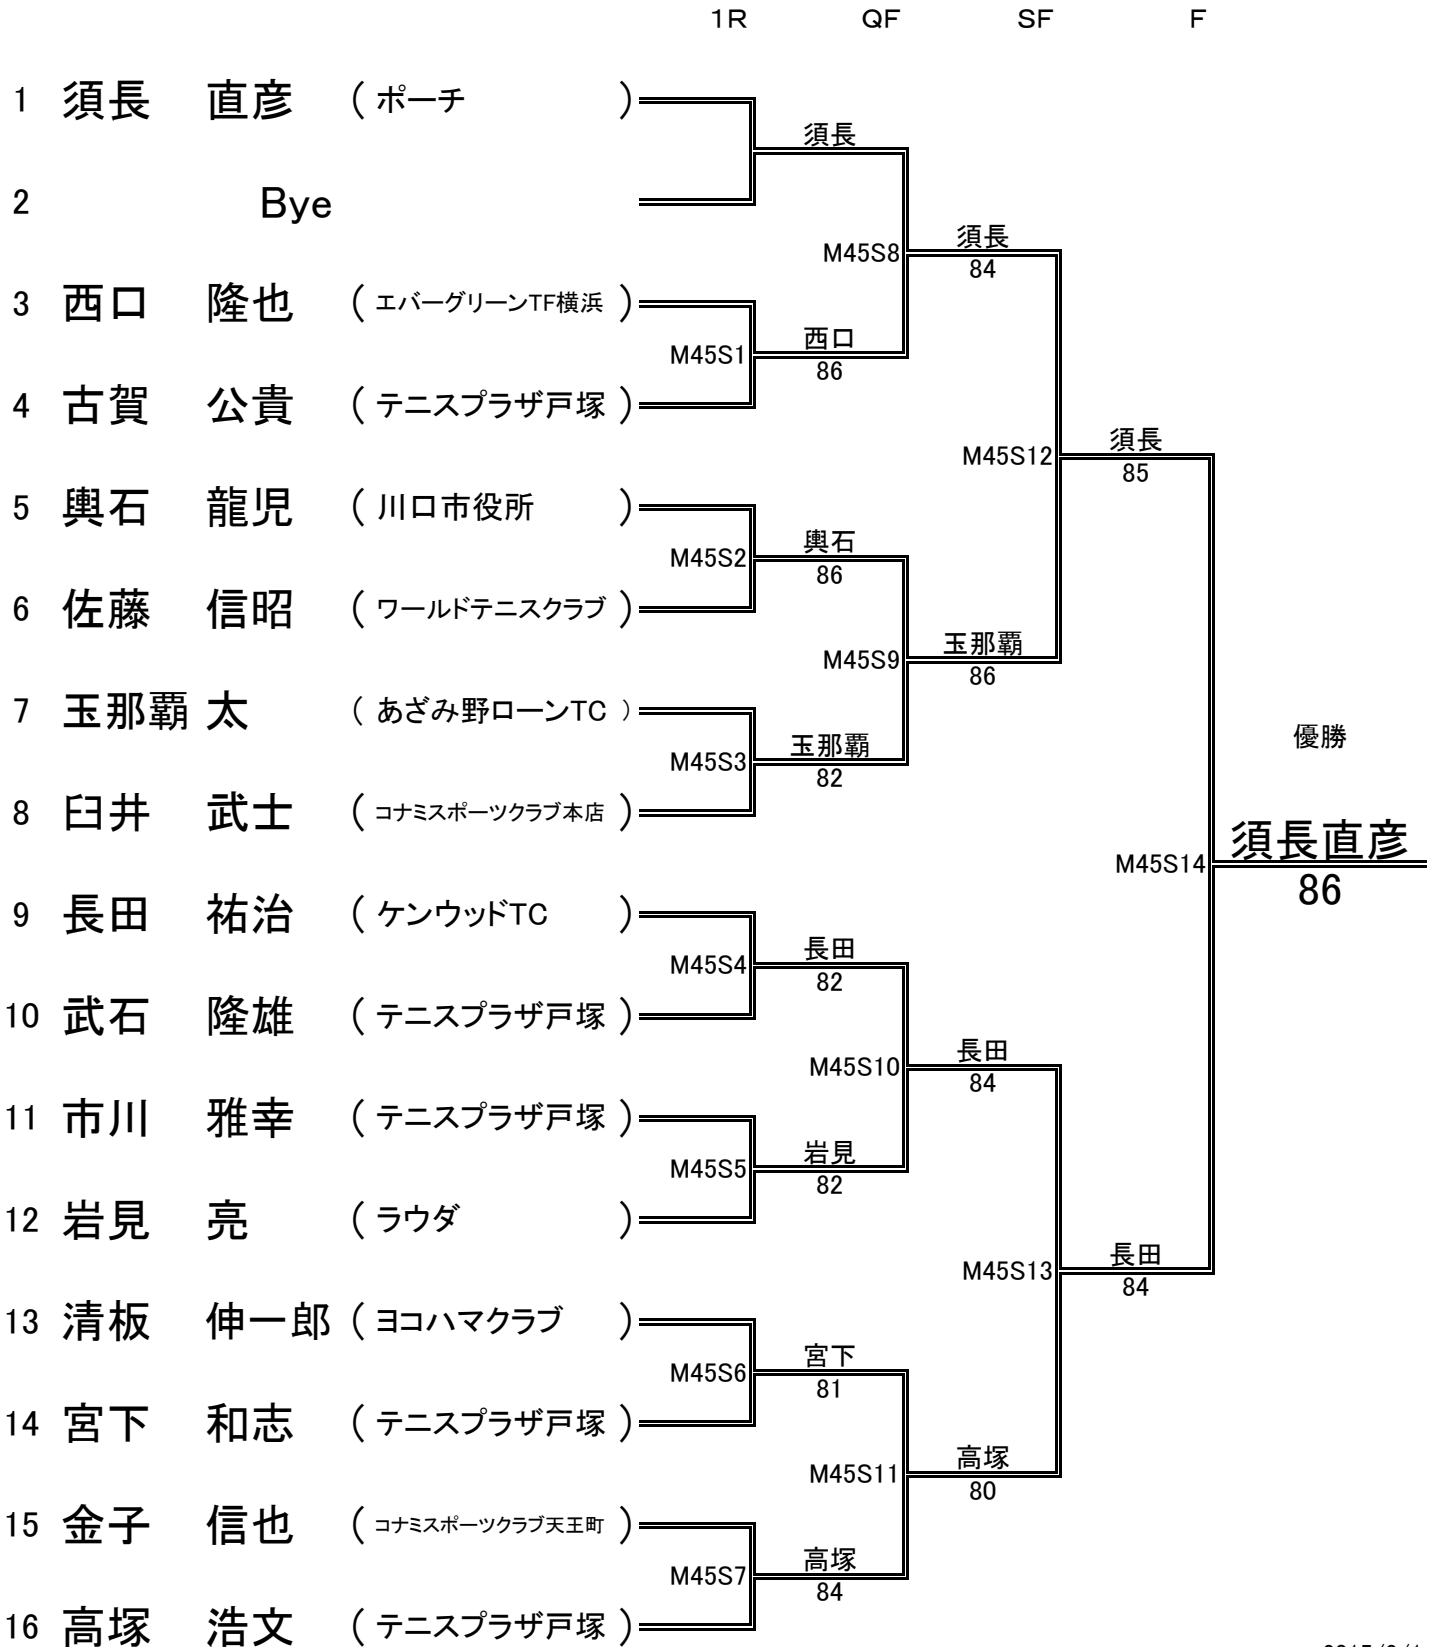 1R QF SF F
1 須長 直彦 (ポーチ)
須長
2 Bye
M45S8 須長
84
3 西口 隆也 (エバーグリーンTF横浜)
M45S1 西口
86
4 古賀 公貴 (テニスプラザ戸塚)
M45S12 須長
85
5 輿石 龍児 (川口市役所)
M45S2 輿石
86
6 佐藤 信昭 (ワールドテニスクラブ)
M45S9 玉那覇
86
7 玉那覇 太 (あざみ野ローンTC)
優勝
M45S3 玉那覇
82
8 臼井 武士 (コナミスポーツクラブ本店)
M45S14 須長直彦
86
9 長田 祐治 (ケンウッドTC)
M45S4 長田
82
10 武石 隆雄 (テニスプラザ戸塚)
M45S10 長田
84
11 市川 雅幸 (テニスプラザ戸塚)
M45S5 岩見
82
12 岩見 亮 (ラウダ)
M45S13 長田
84
13 清板 伸一郎 (ヨコハマクラブ)
M45S6 宮下
81
14 宮下 和志 (テニスプラザ戸塚)
M45S11 高塚
80
15 金子 信也 (コナミスポーツクラブ天王町)
M45S7 高塚
84
16 高塚 浩文 (テニスプラザ戸塚)